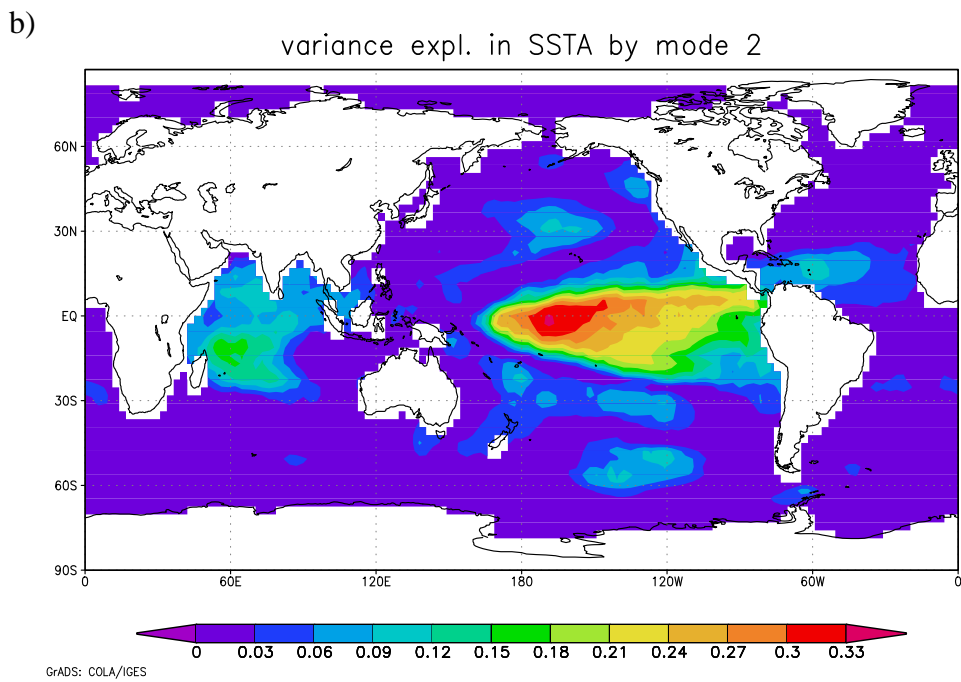 b)
variance expl. in SSTA by mode 2
60N
30N
EQ
30S
60S
90S
0 60E 120E 180 120W 60W 0
0 0.03 0.06 0.09 0.12 0.15 0.18 0.21 0.24 0.27 0.3 0.33
GrADS: COLA/IGES